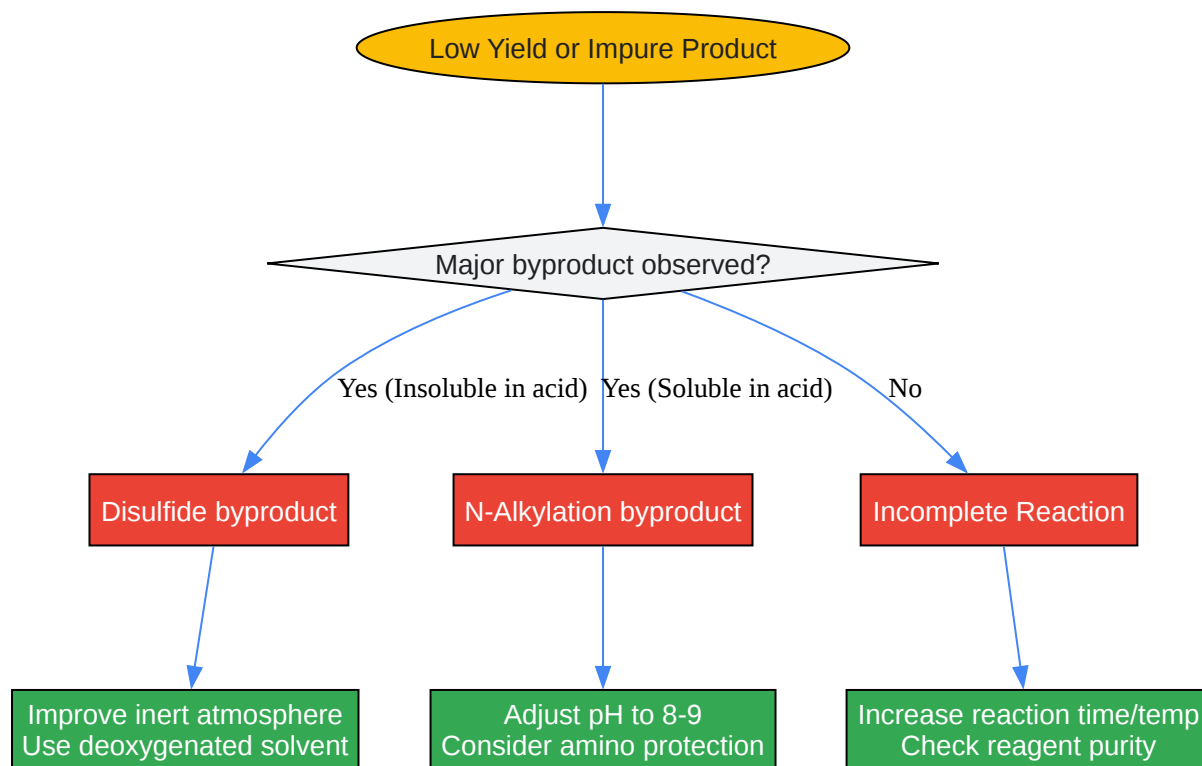 Low Yield or Impure Product
Major byproduct observed?
Yes (Insoluble in acid)
Yes (Soluble in acid)
No
Disulfide byproduct
N-Alkylation byproduct
Incomplete Reaction
Improve inert atmosphere
Use deoxygenated solvent
Adjust pH to 8-9
Consider amino protection
Increase reaction time/temp
Check reagent purity